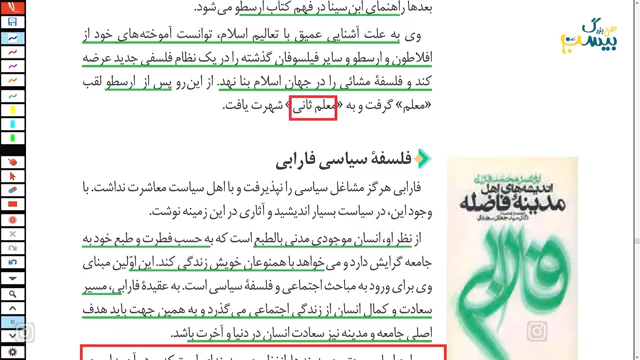 بعدها راهنمای ابن سینا در فهم کتاب ارسطو می‌شود.
وی به علت آشنایی عمیق با تعالیم اسلام، توانست آموخته‌های خود از
افلاطون و ارسطو و سایر فیلسوفان گذشته را در یک نظام فلسفی جدید عرضه
کند و فلسفهٔ مشائی را در جهان اسلام بنا نهد. از این‌رو پس از ارسطو لقب
«معلم» گرفت و به «معلم ثانی» شهرت یافت.
فلسفهٔ سیاسی فارابی
فارابی هرگز مشاغل سیاسی را نپذیرفت و با اهل سیاست معاشرت نداشت. با
وجود این، در سیاست بسیار اندیشید و آثاری در این زمینه نوشت.
از نظر او، انسان موجودی مدنی بالطبع است که به حسب فطرت و طبع خود به
جامعه گرایش دارد و می‌خواهد با همنوعان خویش زندگی کند. این اوّلین مبنای
وی برای ورود به مباحث اجتماعی و فلسفهٔ سیاسی است. به عقیدهٔ فارابی، مسیر
سعادت و کمال انسان از زندگی اجتماعی می‌گذرد و به همین جهت باید هدف
اصلی جامعه و مدینه نیز سعادت انسان در دنیا و آخرت باشد.
اندیشه‌های اهل
مدینه فاضله
فارابی
بیست